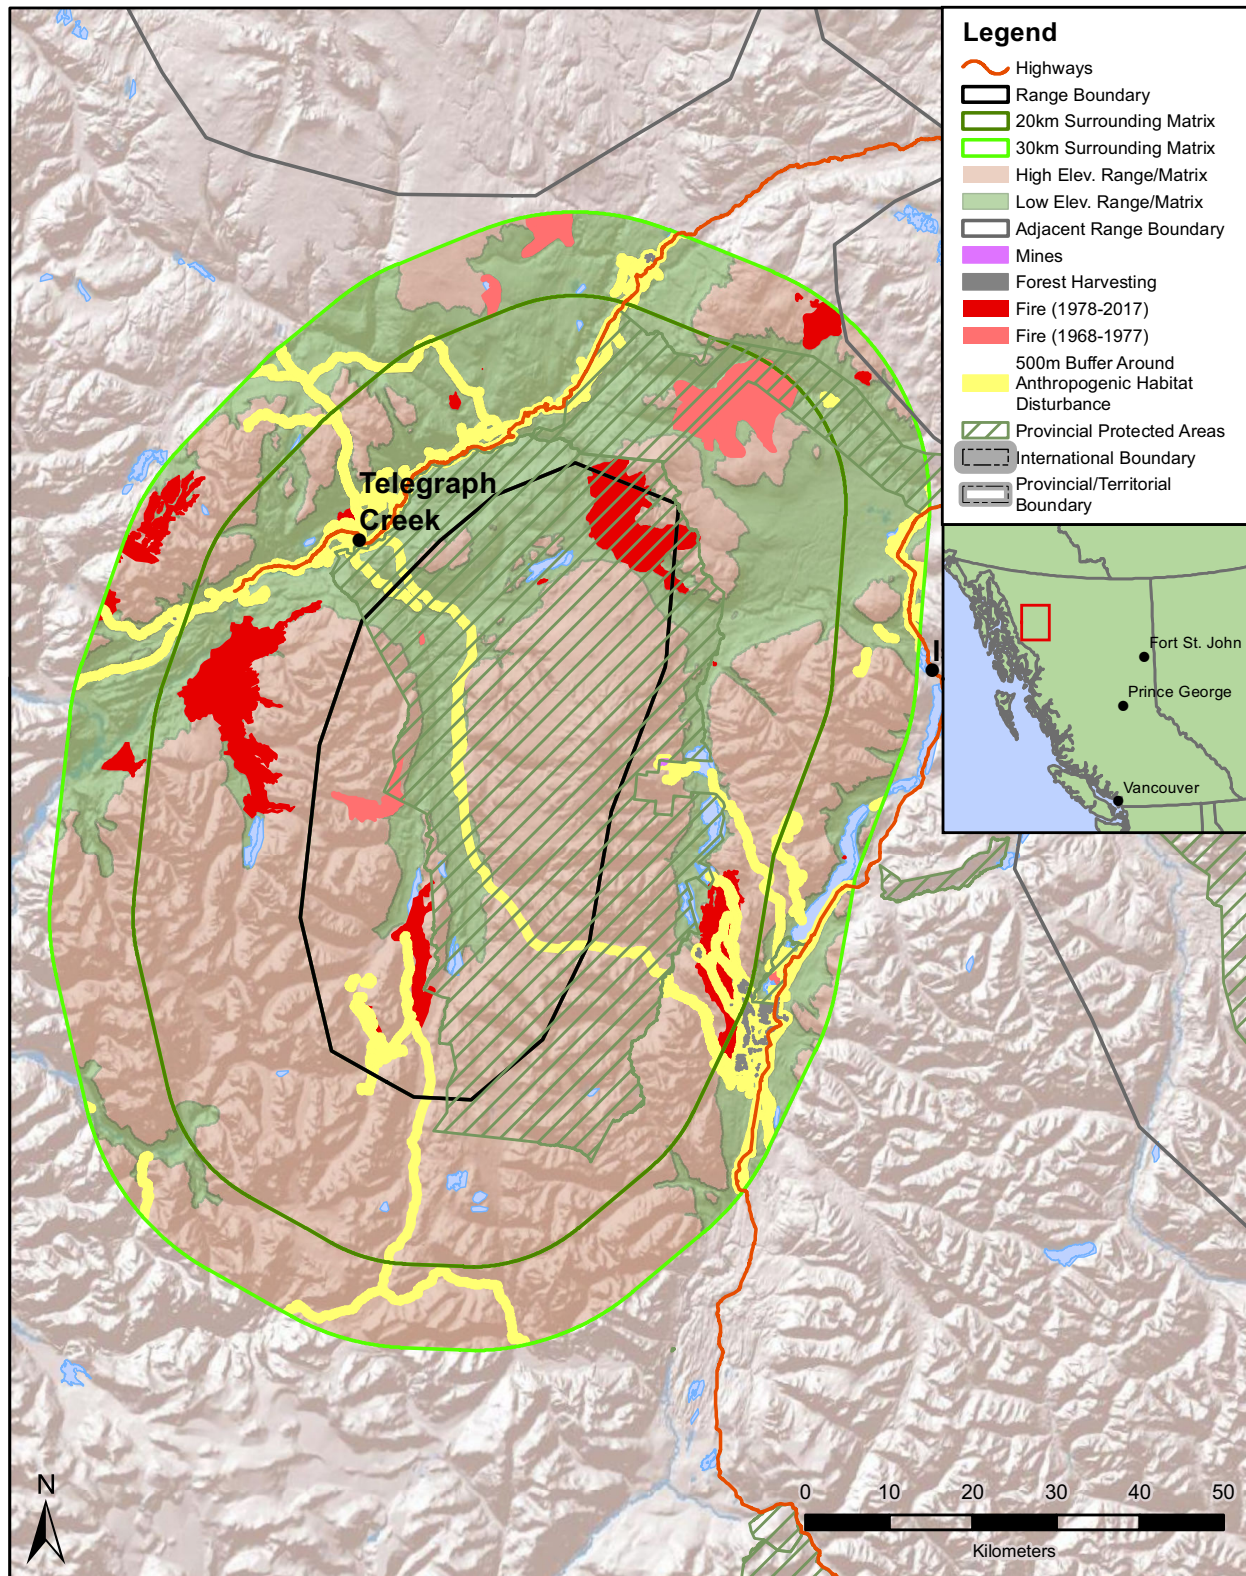 Legend
Highways
Range Boundary
20km Surrounding Matrix
30km Surrounding Matrix
High Elev. Range/Matrix
Low Elev. Range/Matrix
Adjacent Range Boundary
Mines
Forest Harvesting
Fire (1978-2017)
Fire (1968-1977)
500m Buffer Around
Anthropogenic Habitat
Disturbance
Provincial Protected Areas
International Boundary
Provincial/Territorial
Boundary
Telegraph
Creek
I
Fort St. John
Prince George
Vancouver
N
0 10 20 30 40 50
Kilometers